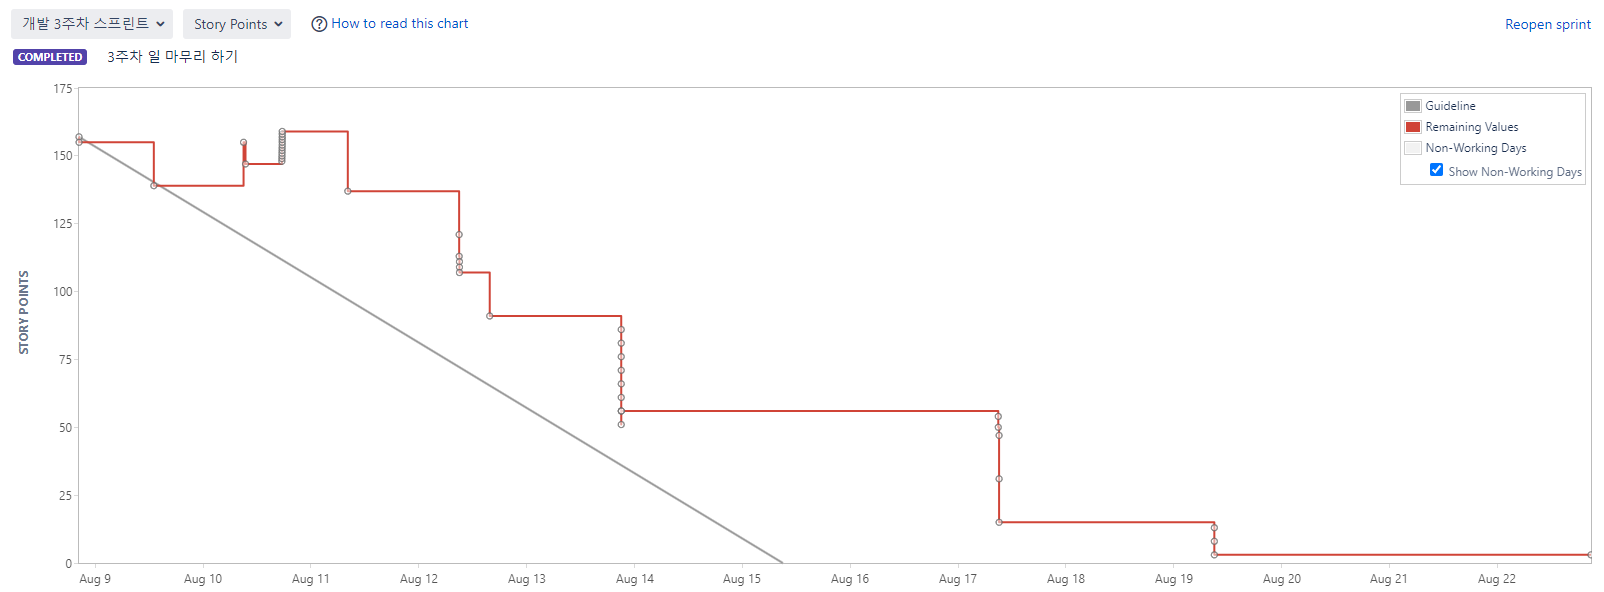 개발 3주차 스프린트 Story Points How to read this chart Reopen sprint
COMPLETED 3주차 일 마무리 하기
175
150
125
100
75
50
25
0
STORY POINTS
Guideline
Remaining Values
Non-Working Days
Show Non-Working Days
Aug 9 Aug 10 Aug 11 Aug 12 Aug 13 Aug 14 Aug 15 Aug 16 Aug 17 Aug 18 Aug 19 Aug 20 Aug 21 Aug 22